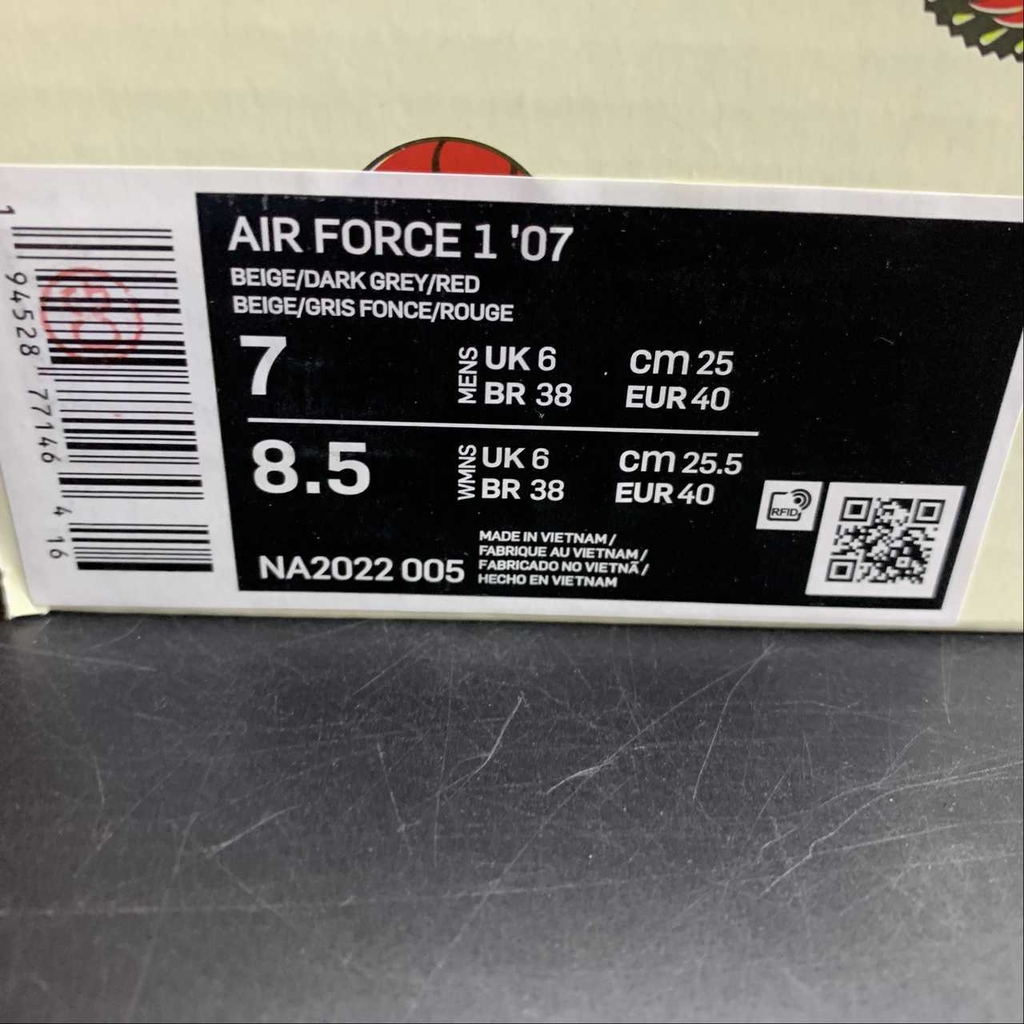 AIR FORCE 1 '07
BEIGE/DARK GREY/RED
BEIGE/GRIS FONCE/ROUGE
7 MENS UK 6 cm 25
BR 38 EUR 40
8.5 WMNS UK 6 cm 25.5
BR 38 EUR 40
RFID
NA2022 005
MADE IN VIETNAM/
FABRIQUE AU VIETNAM/
FABRICADO NO VIETNÃ/
HECHO EN VIETNAM
1 94528 77146 4 16